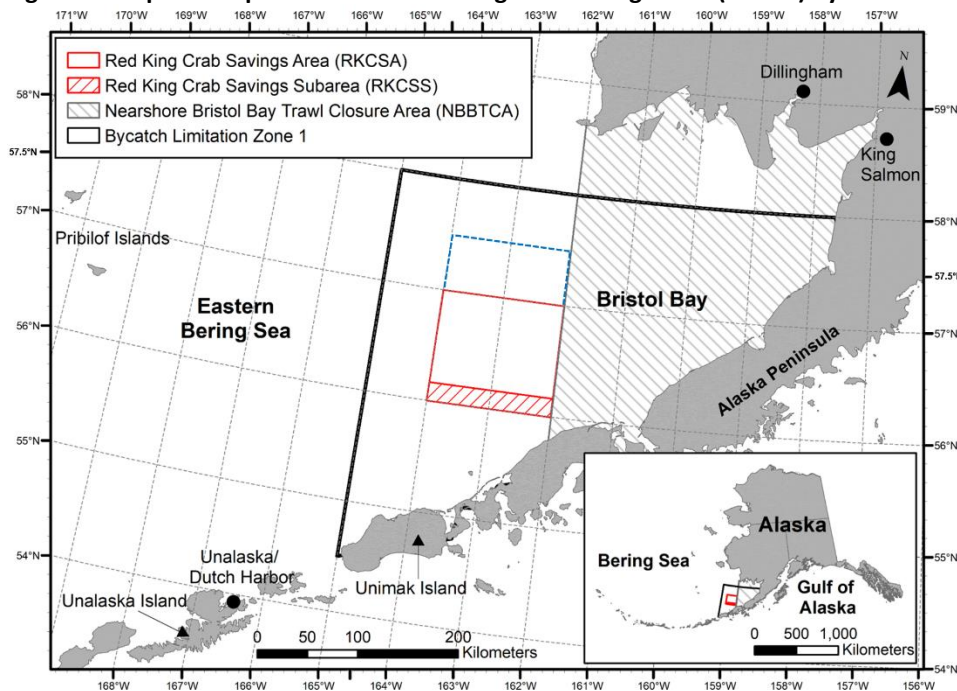 171°W 170°W 169°W 168°W 167°W 166°W 165°W 164°W 163°W 162°W 161°W 160°W 159°W 158°W 157°W
Red King Crab Savings Area (RKCSA)
Red King Crab Savings Subarea (RKCSS)
Nearshore Bristol Bay Trawl Closure Area (NBBTCA)
Bycatch Limitation Zone 1
N
Dillingham
King
Salmon
58°N
57.5°N
57°N
56°N
55°N
54°N
59°N
58°N
57.5°N
57°N
56°N
55°N
54°N
Pribilof Islands
Eastern
Bering Sea
Bristol Bay
Alaska Peninsula
Unalaska/
Dutch Harbor
Unalaska Island
Unimak Island
0 50 100 200
Kilometers
Alaska
Bering Sea
Gulf of
Alaska
0 500 1,000
Kilometers
168°W 167°W 166°W 165°W 164°W 163°W 162°W 161°W 160°W 159°W 158°W 157°W 156°W